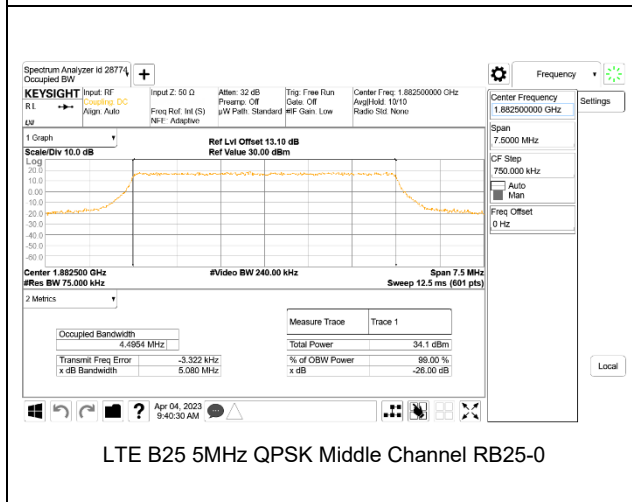 Spectrum Analyzer Id 28774
Occupied BW
Frequency
KEYSIGHT
Input: RF
Coupling: DC
Align: Auto
RL
Input Z: 50 Ω
Freq Ref: Int (S)
NFE: Adaptive
Atten: 32 dB
Preamp: Off
µW Path: Standard
Trig: Free Run
Gate: Off
#IF Gain: Low
Center Freq: 1.882500000 GHz
Avg|Hold: 10/10
Radio Std: None
Center Frequency
1.882500000 GHz
Settings
Span
7.5000 MHz
CF Step
750.000 kHz
Auto
Man
Freq Offset
0 Hz
Local
1 Graph
Scale/Div 10.0 dB
Ref Lvl Offset 13.10 dB
Ref Value 30.00 dBm
Log
20.0
10.0
0.00
-10.0
-20.0
-30.0
-40.0
-50.0
-60.0
Center 1.882500 GHz
#Video BW 240.00 kHz
Span 7.5 MHz
#Res BW 75.000 kHz
Sweep 12.5 ms (601 pts)
2 Metrics
Measure Trace Trace 1
Occupied Bandwidth
4.4954 MHz
Total Power 34.1 dBm
Transmit Freq Error -3.322 kHz
% of OBW Power 99.00 %
x dB Bandwidth 5.080 MHz
x dB -26.00 dB
Apr 04, 2023
9:40:30 AM
LTE B25 5MHz QPSK Middle Channel RB25-0